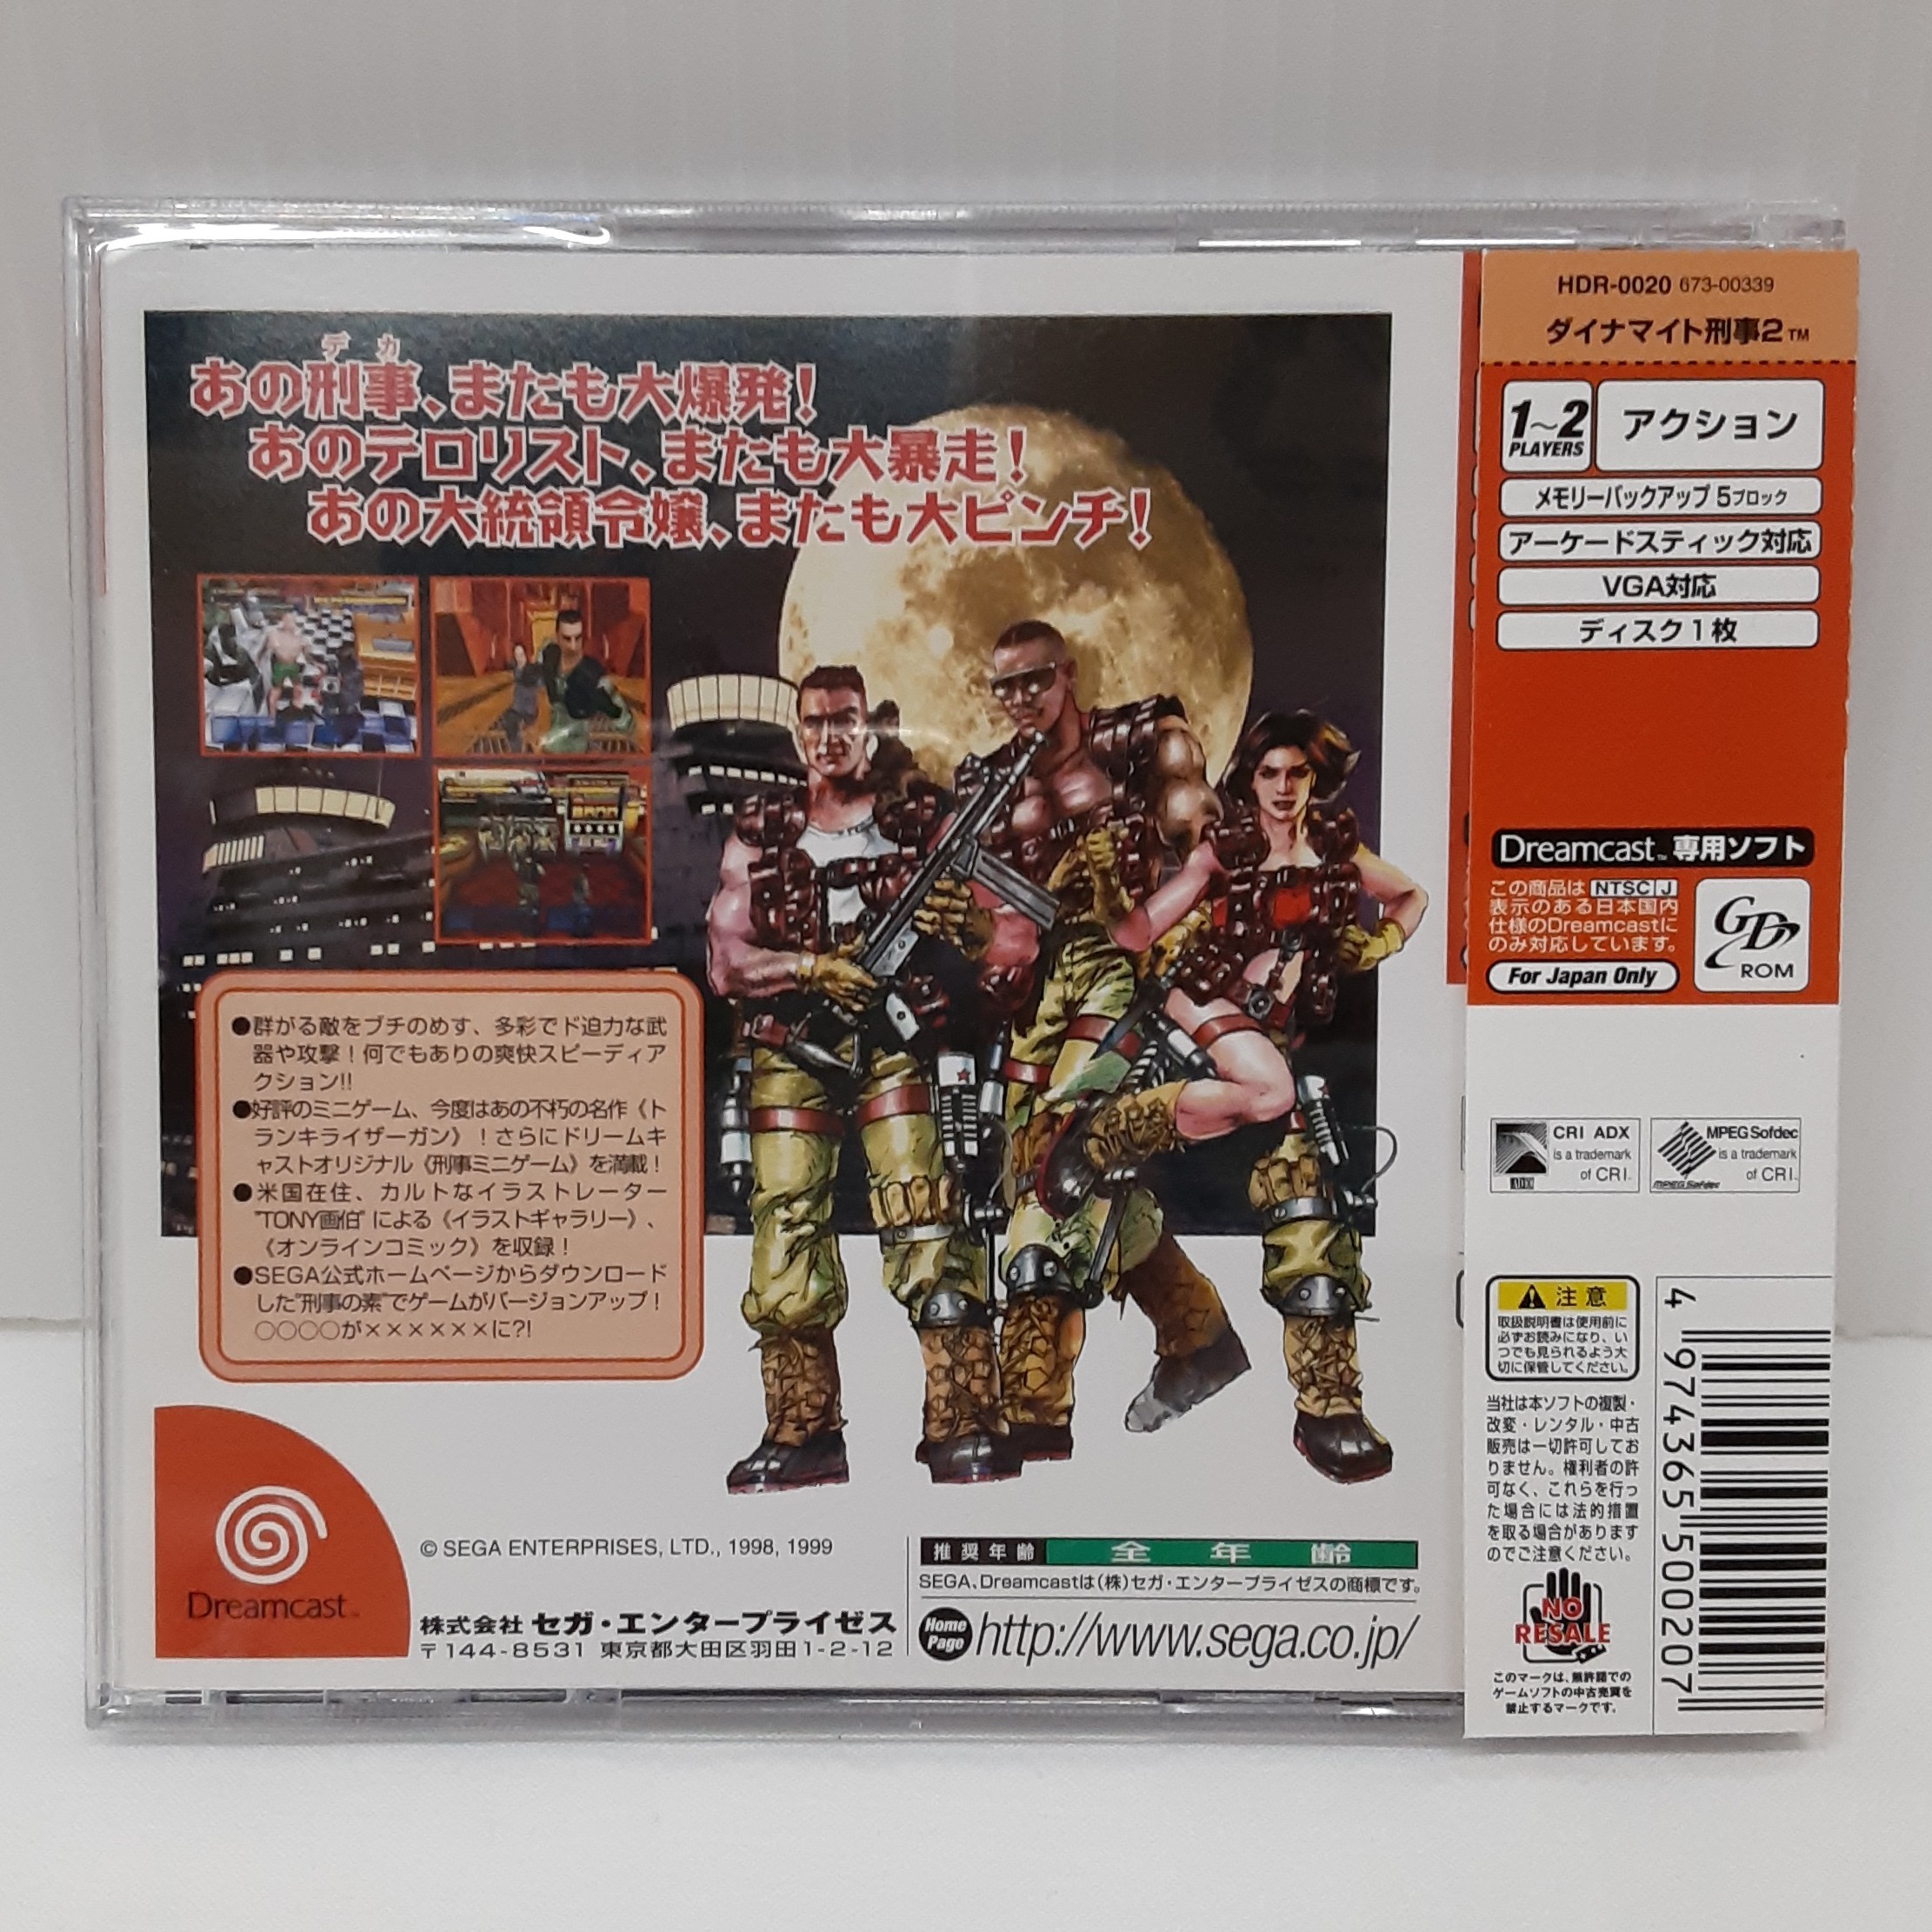 デカ
あの刑事、またも大爆発！
あのテロリスト、またも大暴走！
あの大統領令嬢、またも大ピンチ！
●群がる敵をブチのめす、多彩でド迫力な武
器や攻撃！何でもありの爽快スピーディア
クション!!
●好評のミニゲーム、今度はあの不朽の名作《ト
ランキライザーガン》！さらにドリームキ
ャストオリジナル《刑事ミニゲーム》を満載！
●米国在住、カルトなイラストレーター
"TONY画伯"による《イラストギャラリー》、
《オンラインコミック》を収録！
●SEGA公式ホームページからダウンロード
した"刑事の素"でゲームがバージョンアップ！
○○○○が××××××に?!
Dreamcast™
© SEGA ENTERPRISES, LTD., 1998, 1999
株式会社 セガ・エンタープライゼス
〒144-8531 東京都大田区羽田1-2-12
推奨年齢 全年齢
SEGA、Dreamcastは(株)セガ・エンタープライゼスの商標です。
Home Page http://www.sega.co.jp/
HDR-0020 673-00339
ダイナマイト刑事2™
1~2 PLAYERS
アクション
メモリーバックアップ 5ブロック
アーケードスティック対応
VGA対応
ディスク1枚
Dreamcast™ 専用ソフト
この商品は NTSC J
表示のある日本国内
仕様のDreamcastに
のみ対応しています。
For Japan Only
GD ROM
CRI ADX
is a trademark
of CRI.
ADX
MPEG Sofdec
is a trademark
of CRI.
MPEG Sofdec
注意
取扱説明書は使用前に
必ずお読みになり、い
つでも見られるよう大
切に保管してください。
当社は本ソフトの複製・
改変・レンタル・中古
販売は一切許可してお
りません。権利者の許
可なく、これらを行っ
た場合には法的措置
を取る場合があります
のでご注意ください。
NO
RESALE
このマークは、無許諾での
ゲームソフトの中古売買を
禁止するマークです。
4 974365 500207